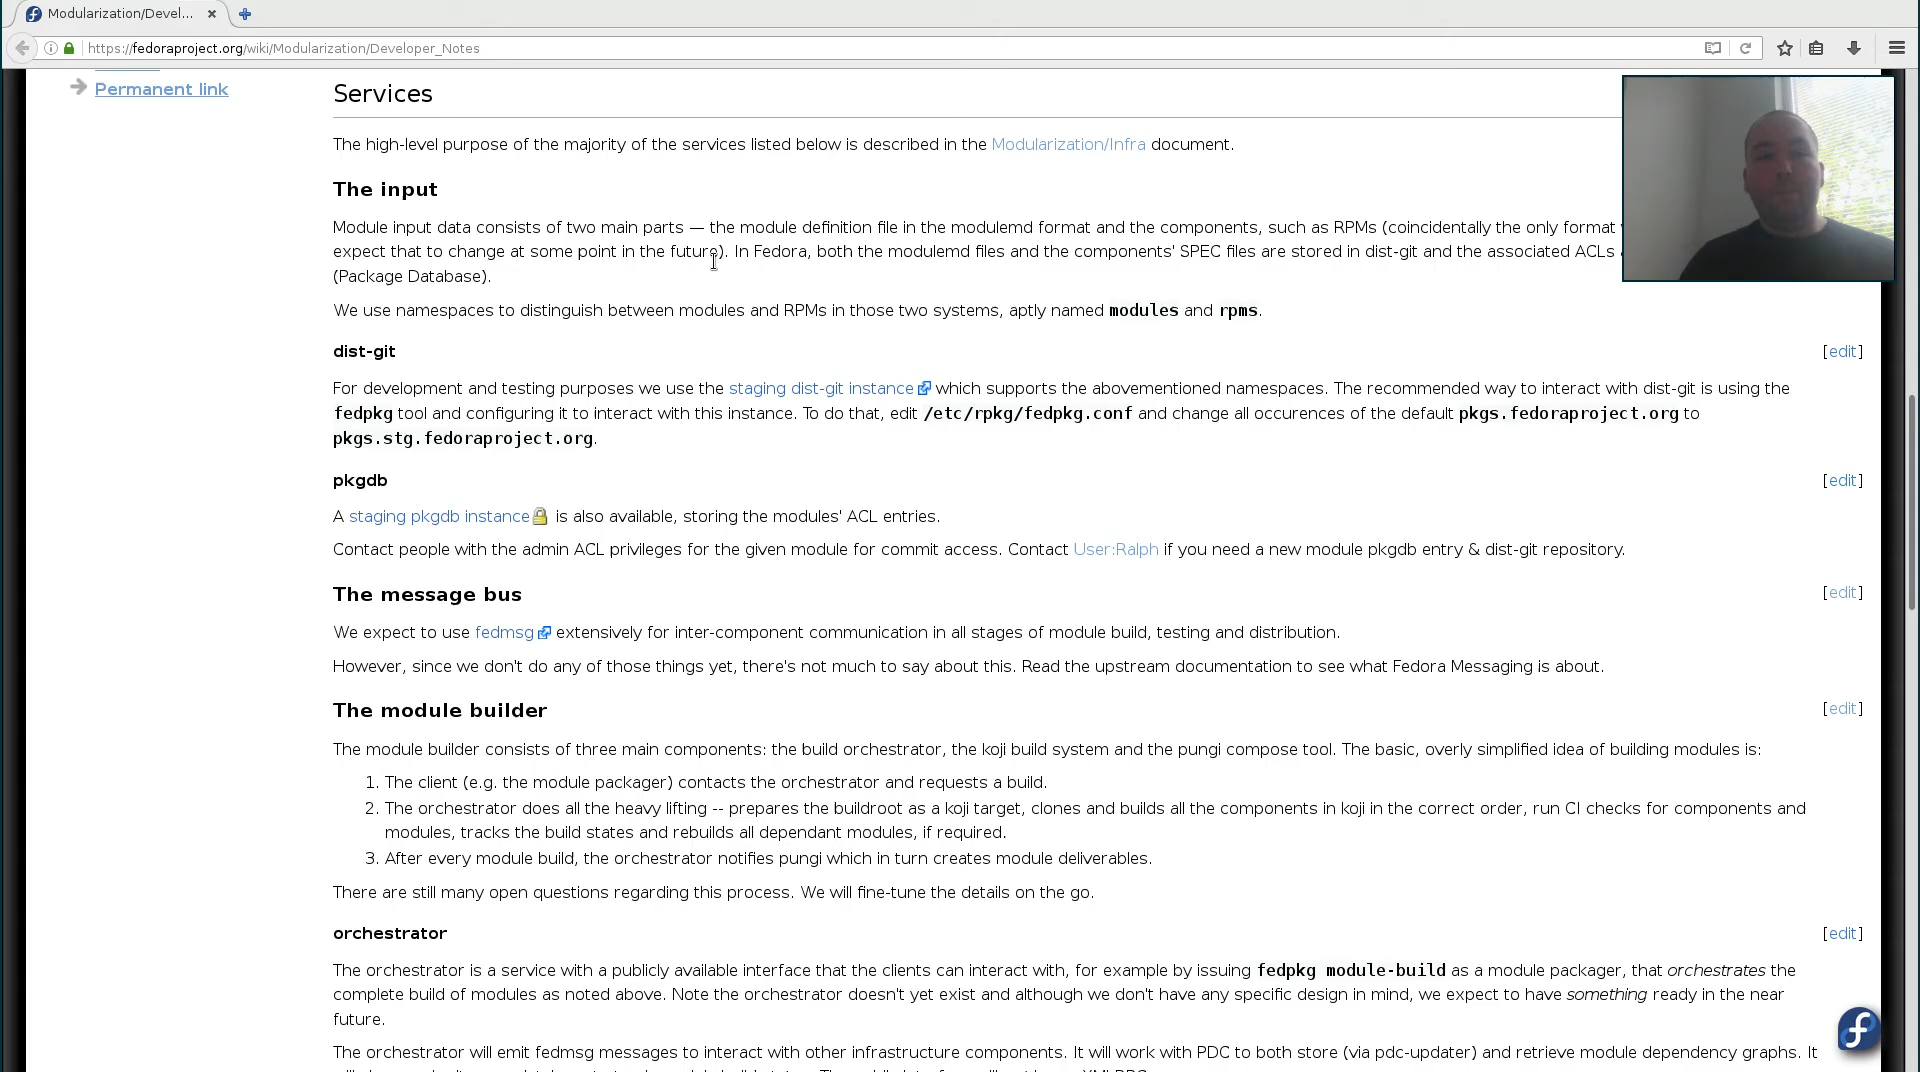 Modularization/Devel...
https://fedoraproject.org/wiki/Modularization/Developer_Notes
Permanent link
Services
The high-level purpose of the majority of the services listed below is described in the Modularization/Infra document.
The input
Module input data consists of two main parts — the module definition file in the modulemd format and the components, such as RPMs (coincidentally the only format
expect that to change at some point in the future). In Fedora, both the modulemd files and the components' SPEC files are stored in dist-git and the associated ACLs
(Package Database).
We use namespaces to distinguish between modules and RPMs in those two systems, aptly named modules and rpms.
dist-git
[edit]
For development and testing purposes we use the staging dist-git instance which supports the abovementioned namespaces. The recommended way to interact with dist-git is using the
fedpkg tool and configuring it to interact with this instance. To do that, edit /etc/rpkg/fedpkg.conf and change all occurences of the default pkgs.fedoraproject.org to
pkgs.stg.fedoraproject.org.
pkgdb
[edit]
A staging pkgdb instance is also available, storing the modules' ACL entries.
Contact people with the admin ACL privileges for the given module for commit access. Contact User:Ralph if you need a new module pkgdb entry & dist-git repository.
The message bus
[edit]
We expect to use fedmsg extensively for inter-component communication in all stages of module build, testing and distribution.
However, since we don't do any of those things yet, there's not much to say about this. Read the upstream documentation to see what Fedora Messaging is about.
The module builder
[edit]
The module builder consists of three main components: the build orchestrator, the koji build system and the pungi compose tool. The basic, overly simplified idea of building modules is:
1. The client (e.g. the module packager) contacts the orchestrator and requests a build.
2. The orchestrator does all the heavy lifting -- prepares the buildroot as a koji target, clones and builds all the components in koji in the correct order, run CI checks for components and
modules, tracks the build states and rebuilds all dependant modules, if required.
3. After every module build, the orchestrator notifies pungi which in turn creates module deliverables.
There are still many open questions regarding this process. We will fine-tune the details on the go.
orchestrator
[edit]
The orchestrator is a service with a publicly available interface that the clients can interact with, for example by issuing fedpkg module-build as a module packager, that orchestrates the
complete build of modules as noted above. Note the orchestrator doesn't yet exist and although we don't have any specific design in mind, we expect to have something ready in the near
future.
The orchestrator will emit fedmsg messages to interact with other infrastructure components. It will work with PDC to both store (via pdc-updater) and retrieve module dependency graphs. It